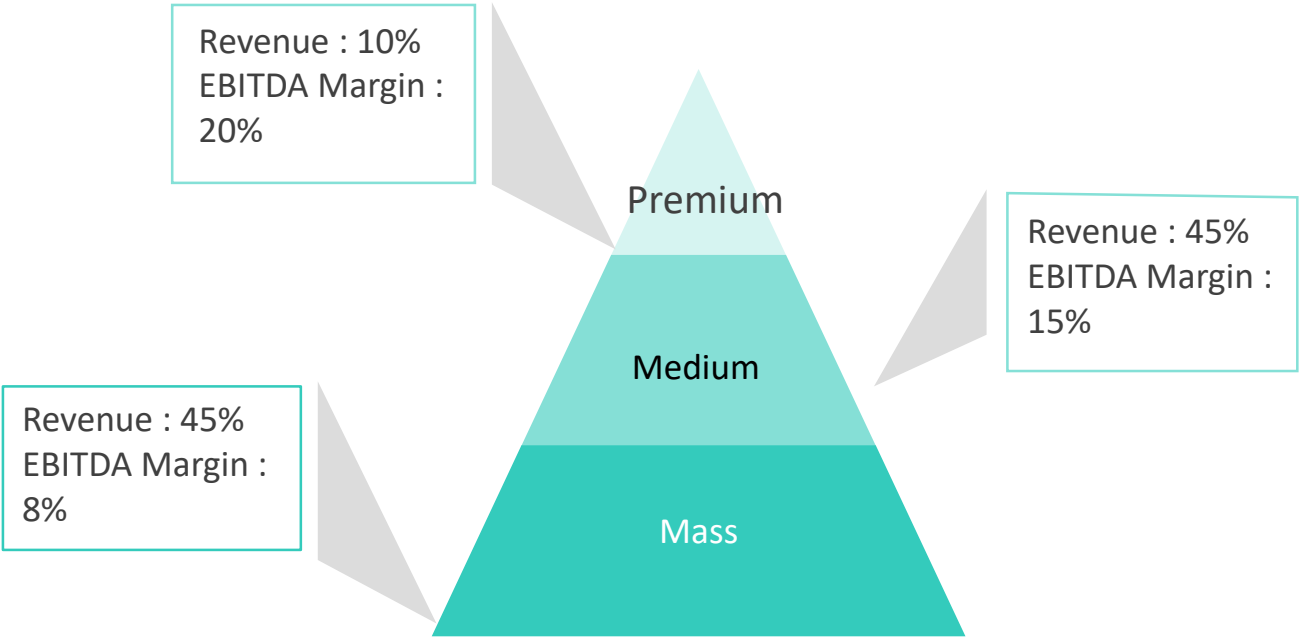 Revenue : 10%
EBITDA Margin :
20%
Premium
Revenue : 45%
EBITDA Margin :
15%
Medium
Revenue : 45%
EBITDA Margin :
8%
Mass